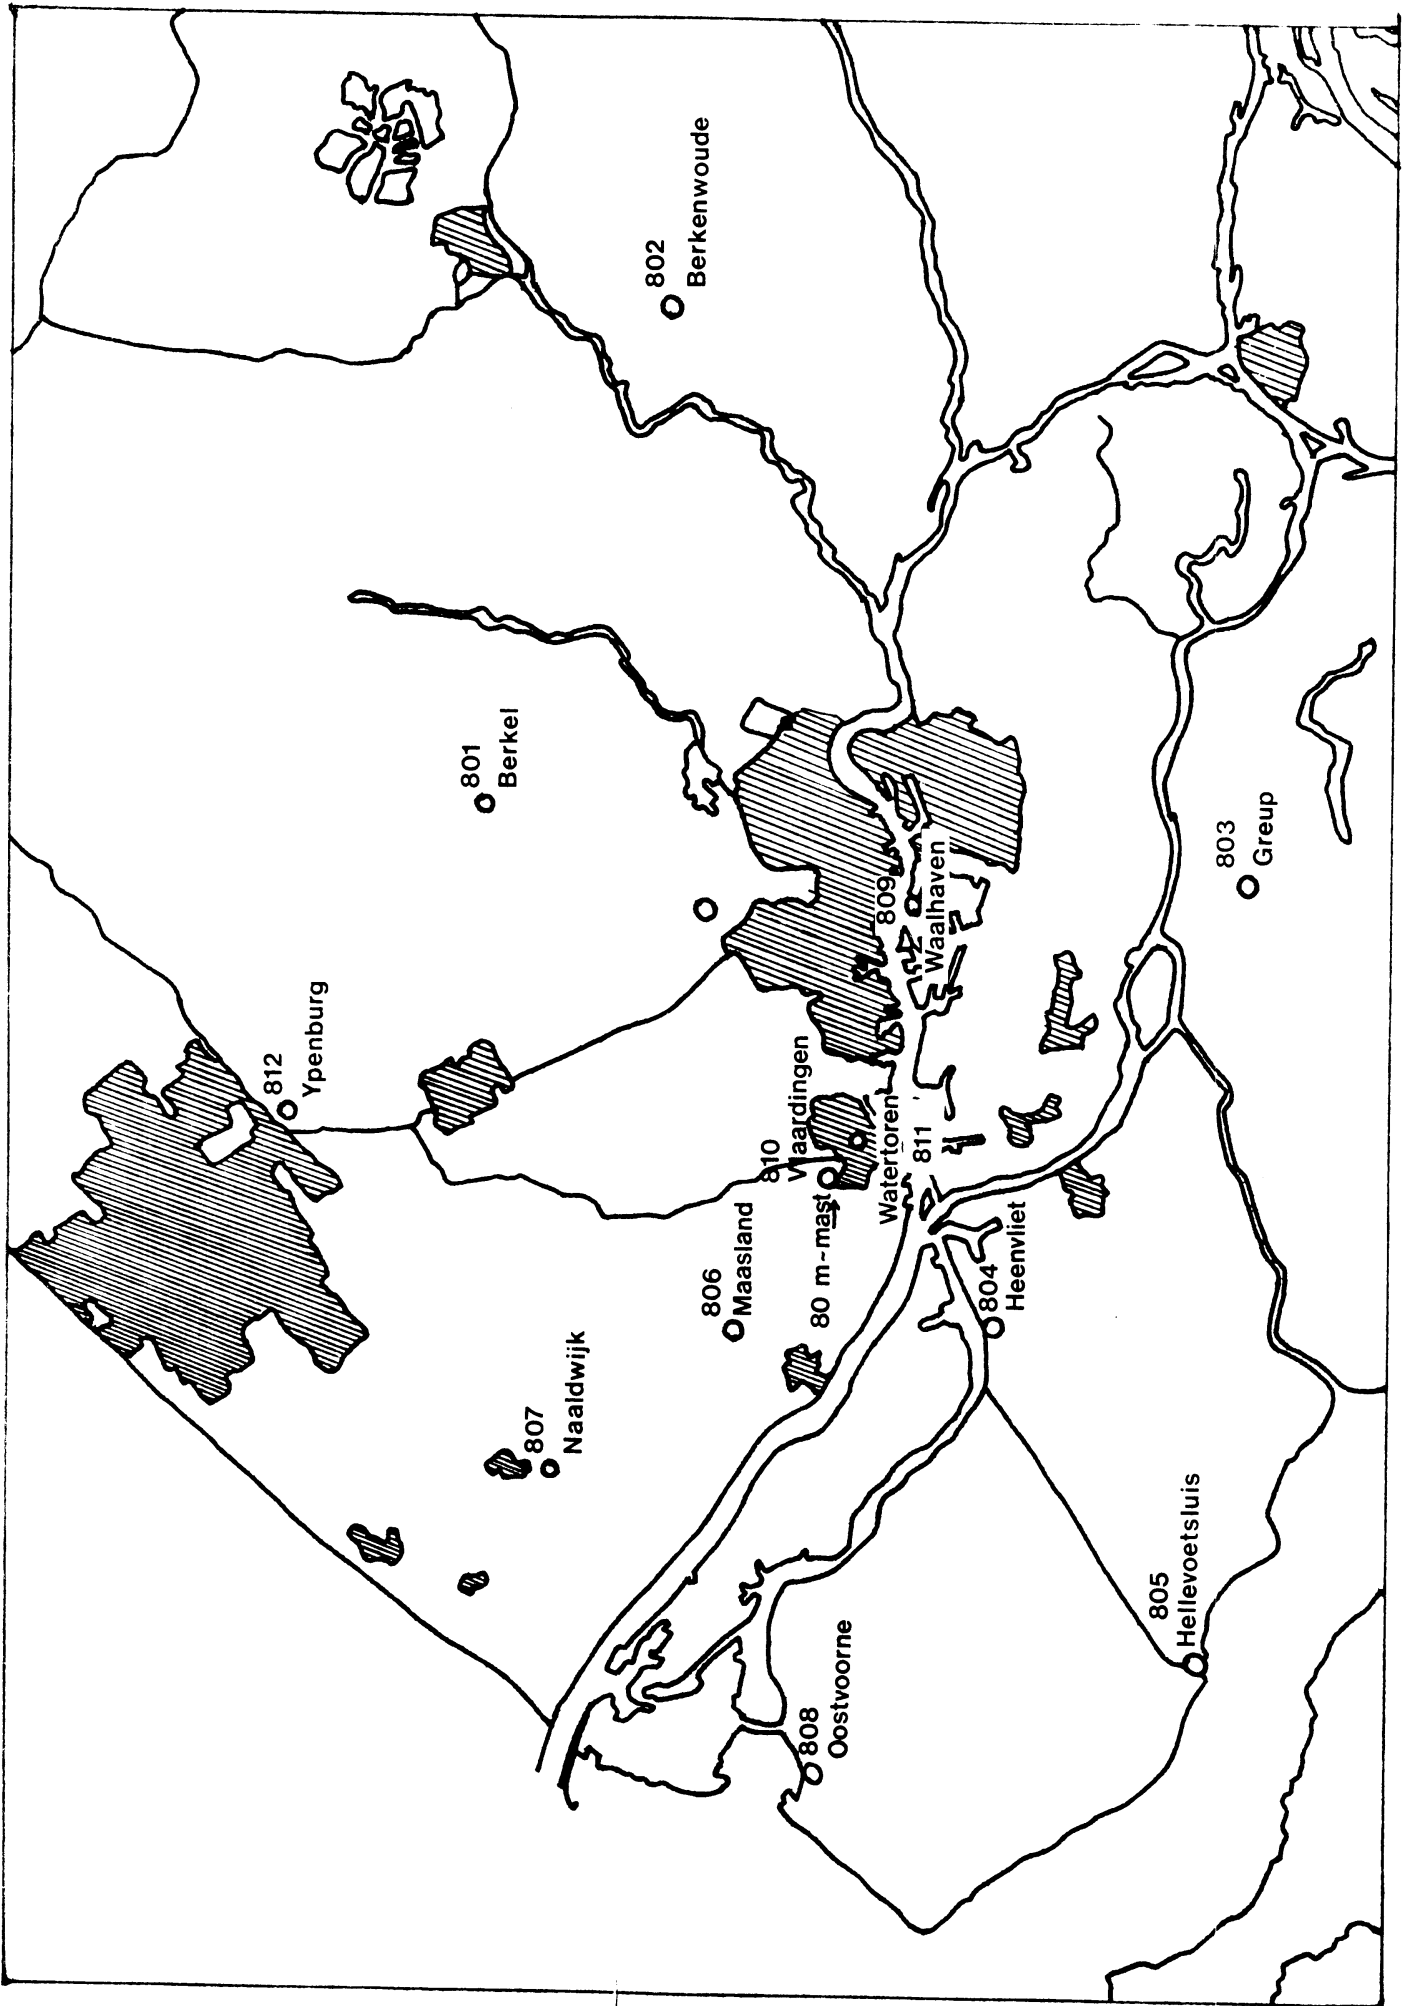 812
Ypenburg
801
Berkel
802
Berkenwoude
807
Naaldwijk
806
Maasland
80 m~mast
810
Vlaardingen
Watertoren
811
809
Waalhaven
804
Heenvliet
803
Greup
808
Oostvoorne
805
Hellevoetsluis